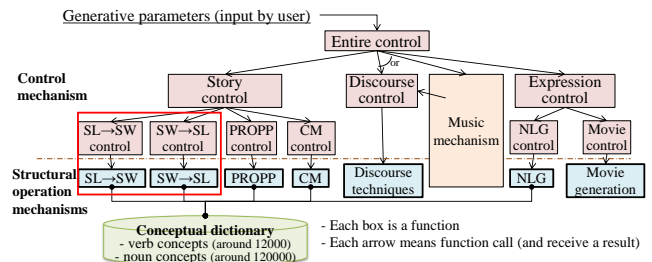 Generative parameters (input by user)
Entire control
or
Control
mechanism
Story
control
Discourse
control
Music
mechanism
Expression
control
SL→SW
control
SW→SL
control
PROPP
control
CM
control
NLG
control
Movie
control
Structural
operation
mechanisms
SL→SW
SW→SL
PROPP
CM
Discourse
techniques
NLG
Movie
generation
Conceptual dictionary
- verb concepts (around 12000)
- noun concepts (around 120000)
- Each box is a function
- Each arrow means function call (and receive a result)